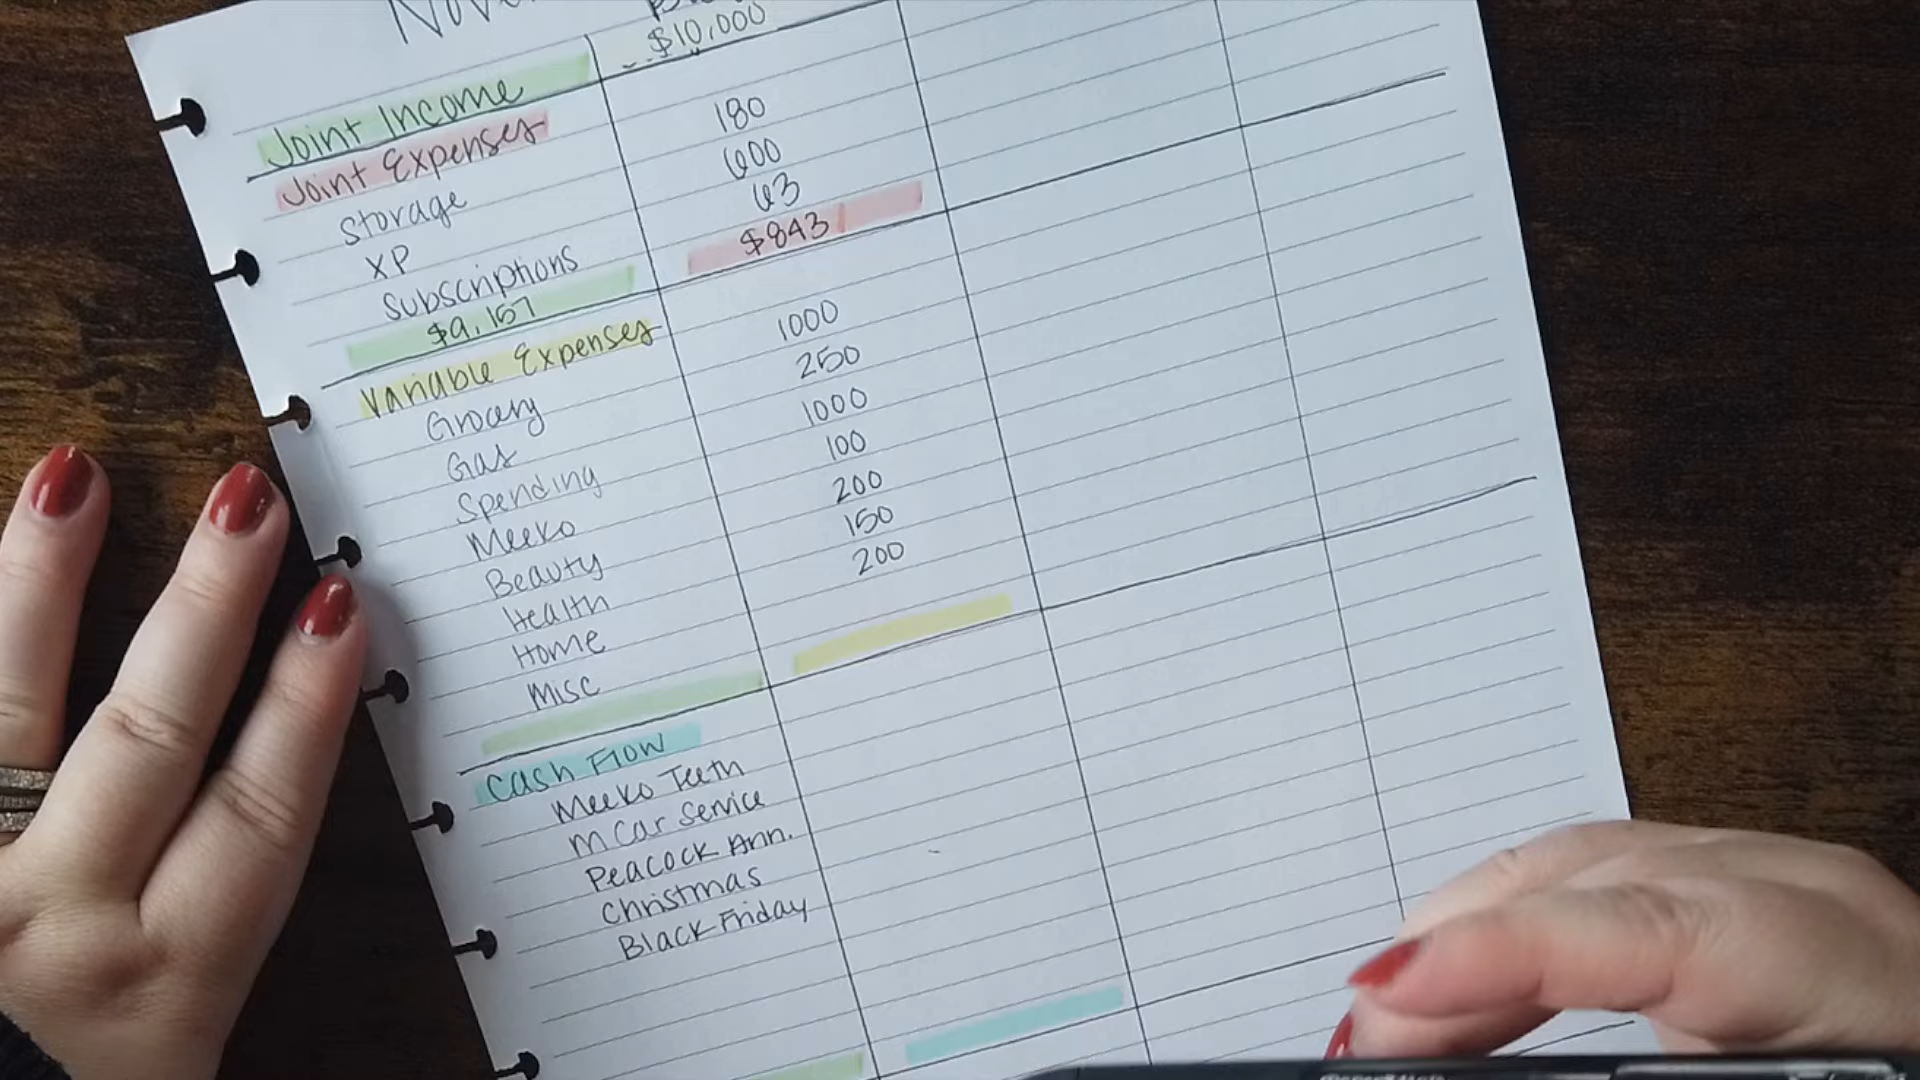 $10,000
Joint Income
Joint Expenses
Storage 180
XP 600
Subscriptions 63
$9,157 $843
Variable Expenses
Grocery 1000
Gas 250
Spending 1000
Meeko 100
Beauty 200
Health 150
Home 200
Misc
Cash Flow
Meeko Teeth
M Car Service
Peacock Ann.
Christmas
Black Friday